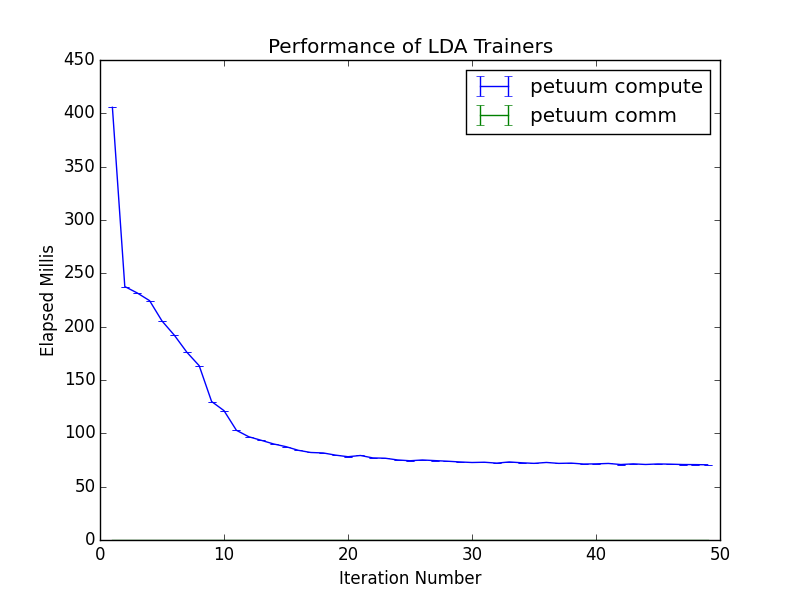 Performance of LDA Trainers
petuum compute
petuum comm
450
400
350
300
250
200
150
100
50
0
Elapsed Millis
0 10 20 30 40 50
Iteration Number